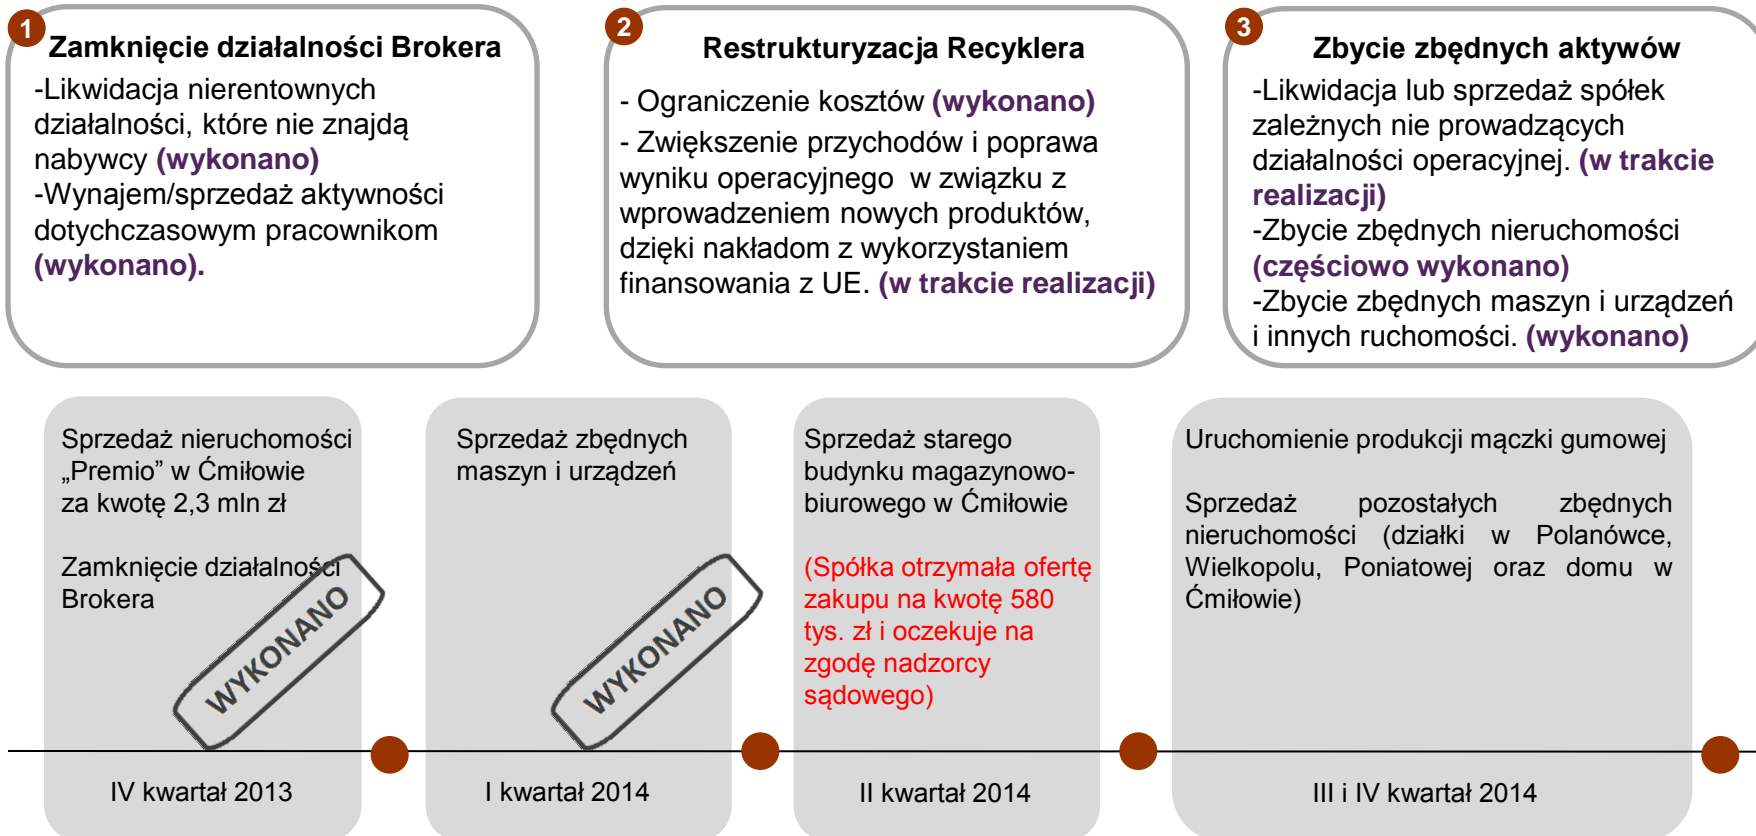 1
Zamknięcie działalności Brokera
-Likwidacja nierentownych
działalności, które nie znajdą
nabywcy (wykonano)
-Wynajem/sprzedaż aktywności
dotychczasowym pracownikom
(wykonano).
2
Restrukturyzacja Recyklera
- Ograniczenie kosztów (wykonano)
- Zwiększenie przychodów i poprawa
wyniku operacyjnego w związku z
wprowadzeniem nowych produktów,
dzięki nakładom z wykorzystaniem
finansowania z UE. (w trakcie realizacji)
3
Zbycie zbędnych aktywów
-Likwidacja lub sprzedaż spółek
zależnych nie prowadzących
działalności operacyjnej. (w trakcie
realizacji)
-Zbycie zbędnych nieruchomości
(częściowo wykonano)
-Zbycie zbędnych maszyn i urządzeń
i innych ruchomości. (wykonano)
Sprzedaż nieruchomości
„Premio” w Ćmiłowie
za kwotę 2,3 mln zł
Zamknięcie działalności
Brokera
WYKONANO
IV kwartał 2013
Sprzedaż zbędnych
maszyn i urządzeń
WYKONANO
I kwartał 2014
Sprzedaż starego
budynku magazynowo-
biurowego w Ćmiłowie
(Spółka otrzymała ofertę
zakupu na kwotę 580
tys. zł i oczekuje na
zgodę nadzorcy
sądowego)
II kwartał 2014
Uruchomienie produkcji mączki gumowej
Sprzedaż pozostałych zbędnych
nieruchomości (działki w Polanówce,
Wielkopolu, Poniatowej oraz domu w
Ćmiłowie)
III i IV kwartał 2014